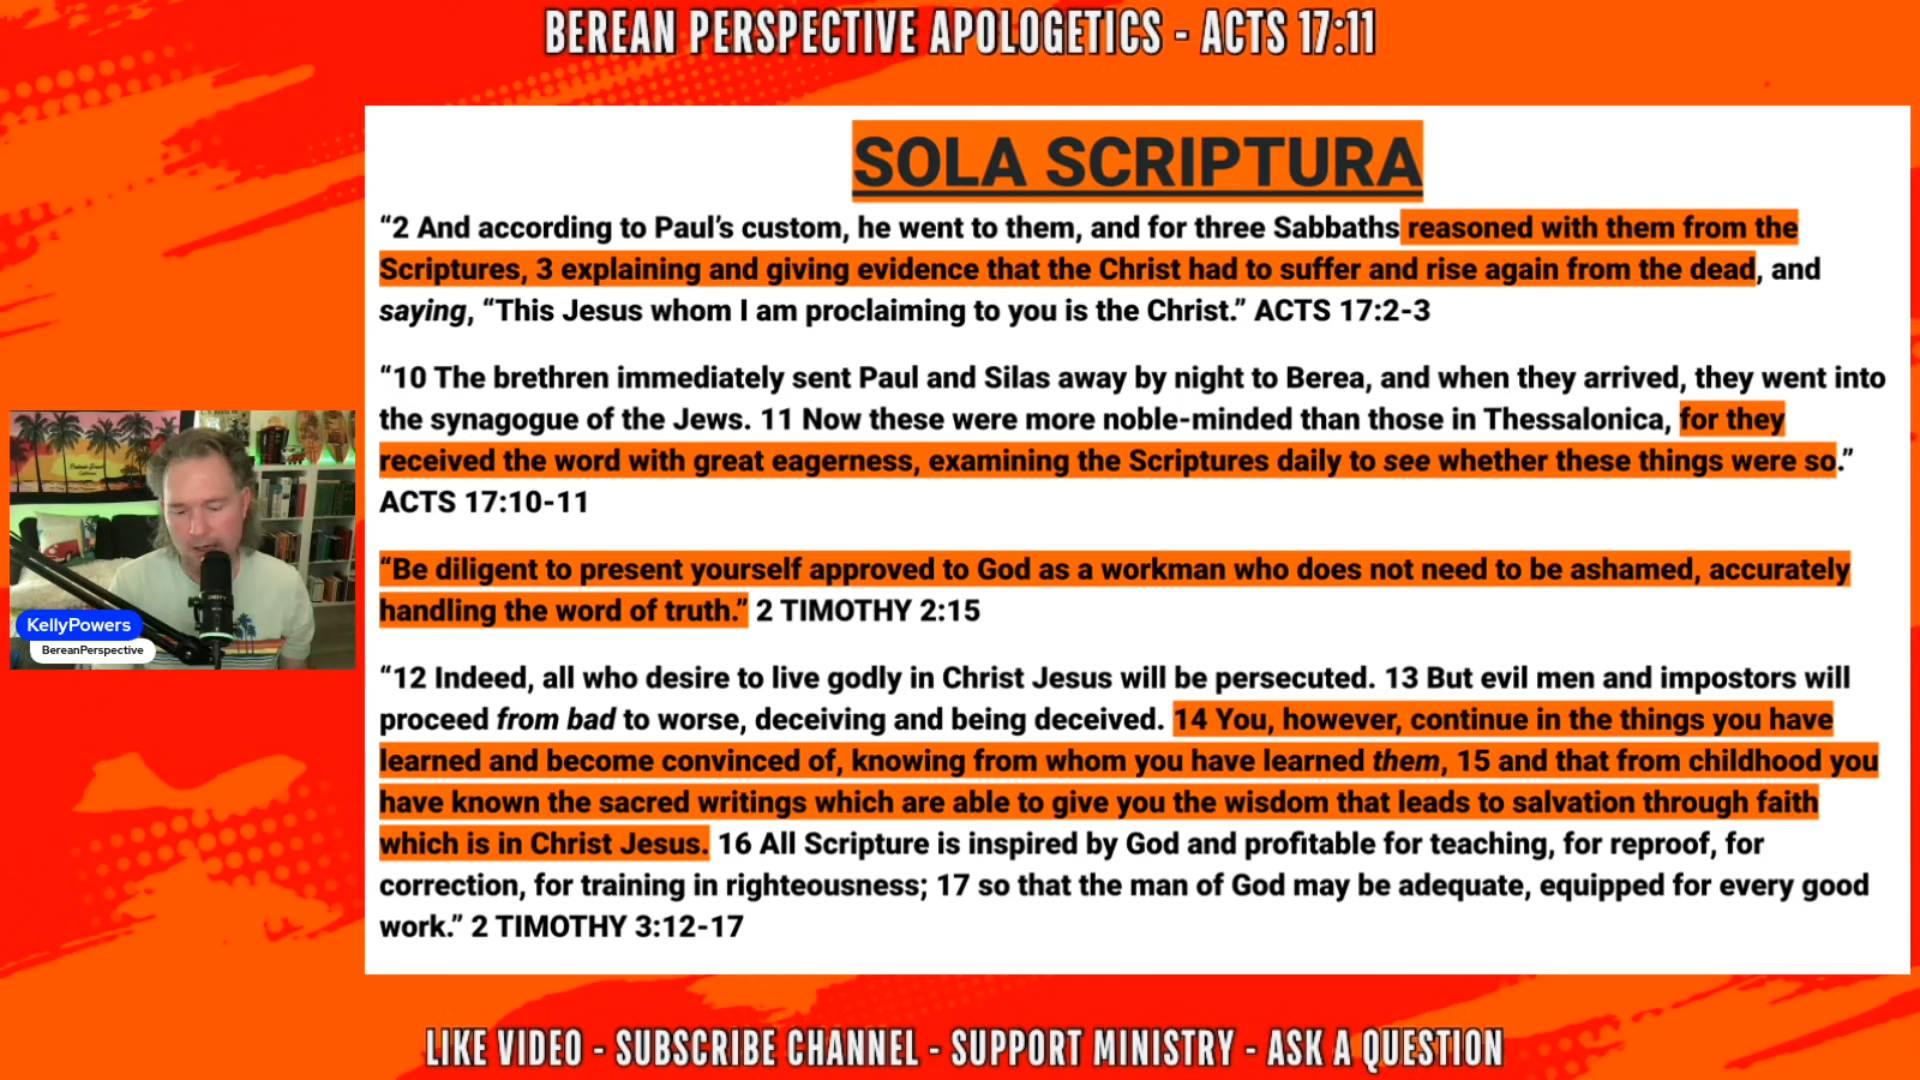 BEREAN PERSPECTIVE APOLOGETICS - ACTS 17:11
SOLA SCRIPTURA
“2 And according to Paul’s custom, he went to them, and for three Sabbaths reasoned with them from the
Scriptures, 3 explaining and giving evidence that the Christ had to suffer and rise again from the dead, and
saying, “This Jesus whom I am proclaiming to you is the Christ.” ACTS 17:2-3
“10 The brethren immediately sent Paul and Silas away by night to Berea, and when they arrived, they went into
the synagogue of the Jews. 11 Now these were more noble-minded than those in Thessalonica, for they
received the word with great eagerness, examining the Scriptures daily to see whether these things were so.”
ACTS 17:10-11
“Be diligent to present yourself approved to God as a workman who does not need to be ashamed, accurately
handling the word of truth.” 2 TIMOTHY 2:15
“12 Indeed, all who desire to live godly in Christ Jesus will be persecuted. 13 But evil men and impostors will
proceed from bad to worse, deceiving and being deceived. 14 You, however, continue in the things you have
learned and become convinced of, knowing from whom you have learned them, 15 and that from childhood you
have known the sacred writings which are able to give you the wisdom that leads to salvation through faith
which is in Christ Jesus. 16 All Scripture is inspired by God and profitable for teaching, for reproof, for
correction, for training in righteousness; 17 so that the man of God may be adequate, equipped for every good
work.” 2 TIMOTHY 3:12-17
KellyPowers
BereanPerspective
LIKE VIDEO - SUBSCRIBE CHANNEL - SUPPORT MINISTRY - ASK A QUESTION